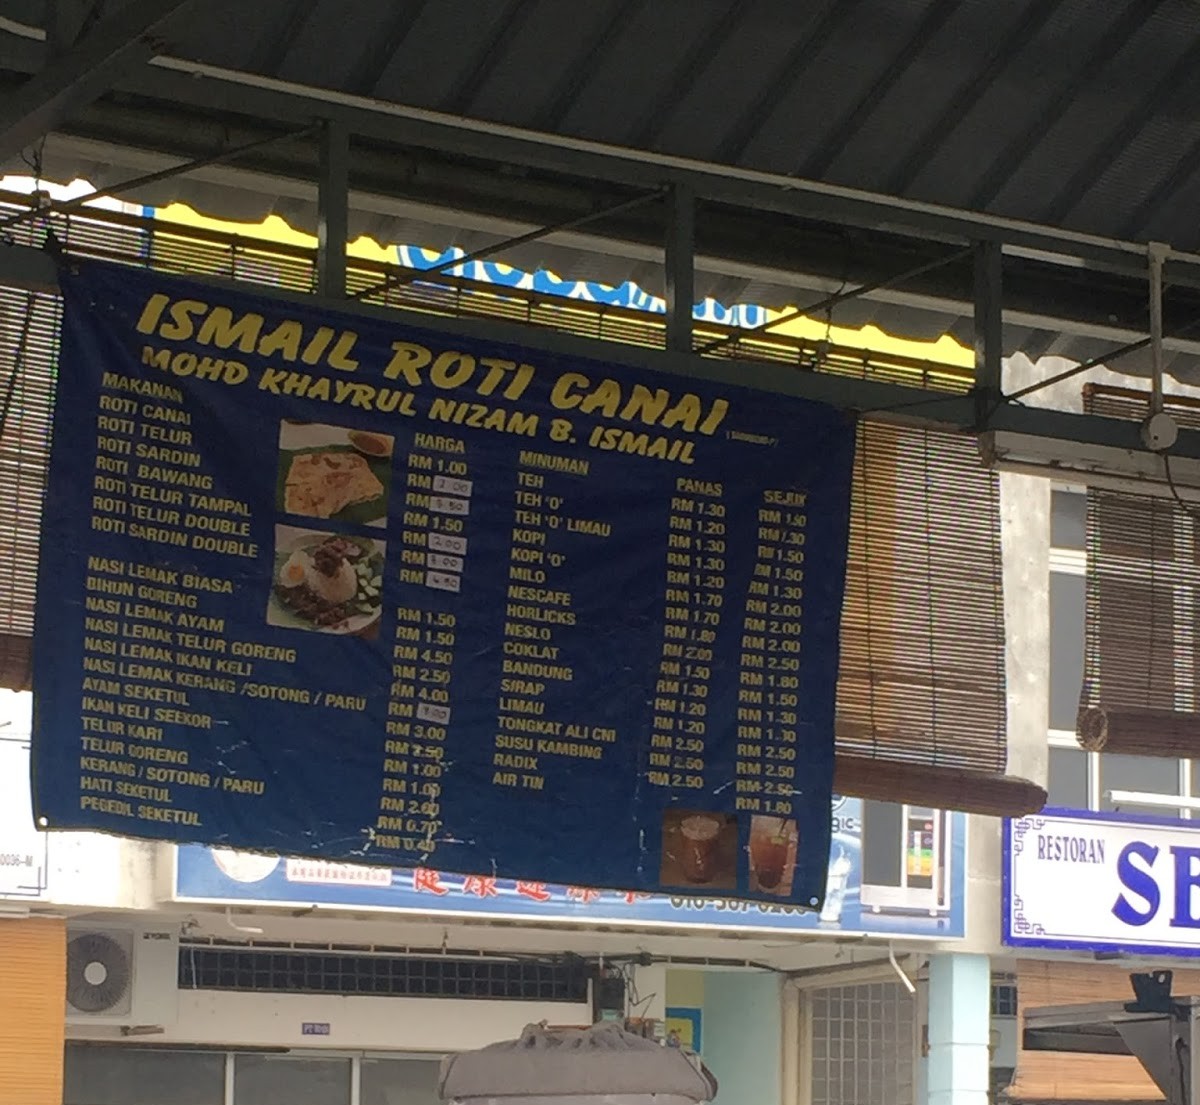 ISMAIL ROTI CANAI
MOHD KHAYRUL NIZAM B. ISMAIL
MAKANAN
ROTI CANAI
ROTI TELUR
ROTI SARDIN
ROTI BAWANG
ROTI TELUR TAMPAL
ROTI TELUR DOUBLE
ROTI SARDIN DOUBLE
NASI LEMAK BIASA
BIHUN GORENG
NASI LEMAK AYAM
NASI LEMAK TELUR GORENG
NASI LEMAK IKAN KELI
NASI LEMAK KERANG /SOTONG / PARU
AYAM SEKETUL
IKAN KELI SEEKOR
TELUR KARI
TELUR GORENG
KERANG / SOTONG / PARU
HATI SEKETUL
PEGEDIL SEKETUL
HARGA
RM 1.00
RM 2.00
RM 3.50
RM 1.50
RM 2.00
RM 3.00
RM 4.50
RM 1.50
RM 1.50
RM 4.50
RM 2.50
RM 4.00
RM
RM 3.00
RM 2.50
RM 1.00
RM 1.00
RM 2.00
RM 0.70
RM 0.40
MINUMAN
TEH
TEH 'O'
TEH 'O' LIMAU
KOPI
KOPI 'O'
MILO
NESCAFE
HORLICKS
NESLO
COKLAT
BANDUNG
SIRAP
LIMAU
TONGKAT ALI CNI
SUSU KAMBING
RADIX
AIR TIN
PANAS
RM 1.30
RM 1.20
RM 1.30
RM 1.30
RM 1.20
RM 1.70
RM 1.70
RM 1.80
RM 2.00
RM 1.50
RM 1.30
RM 1.20
RM 1.20
RM 2.50
RM 2.50
RM 2.50
SEJUK
RM 1.50
RM 1.30
RM 1.50
RM 1.50
RM 1.30
RM 2.00
RM 2.00
RM 2.00
RM 2.50
RM 1.80
RM 1.50
RM 1.30
RM 1.30
RM 2.50
RM 2.50
RM 2.50
RM 1.80
RESTORAN
SE
0036-M
YORK